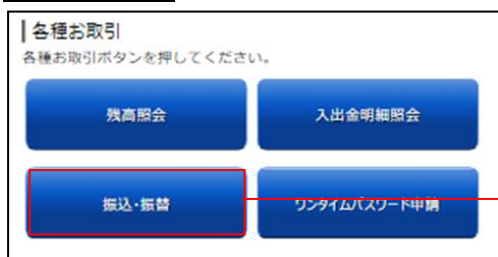 各種お取引
各種お取引ボタンを押してください。
残高照会
入出金明細照会
振込・振替
ワンタイムパスワード申請